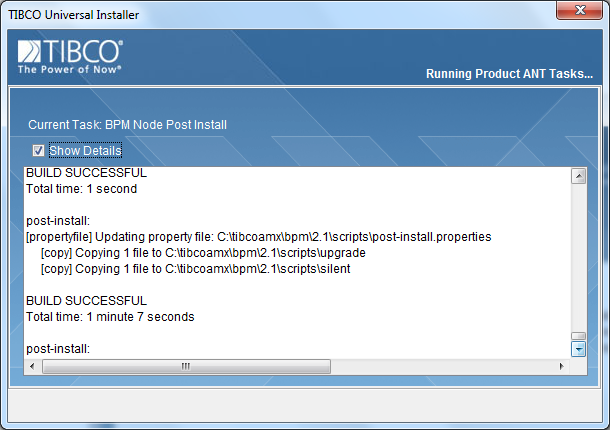 TIBCO Universal Installer
TIBCO®
The Power of Now®
Running Product ANT Tasks...
Current Task: BPM Node Post Install
Show Details
BUILD SUCCESSFUL
Total time: 1 second
post-install:
[propertyfile] Updating property file: C:\tibcoamx\bpm\2.1\scripts\post-install.properties
[copy] Copying 1 file to C:\tibcoamx\bpm\2.1\scripts\upgrade
[copy] Copying 1 file to C:\tibcoamx\bpm\2.1\scripts\silent
BUILD SUCCESSFUL
Total time: 1 minute 7 seconds
post-install: